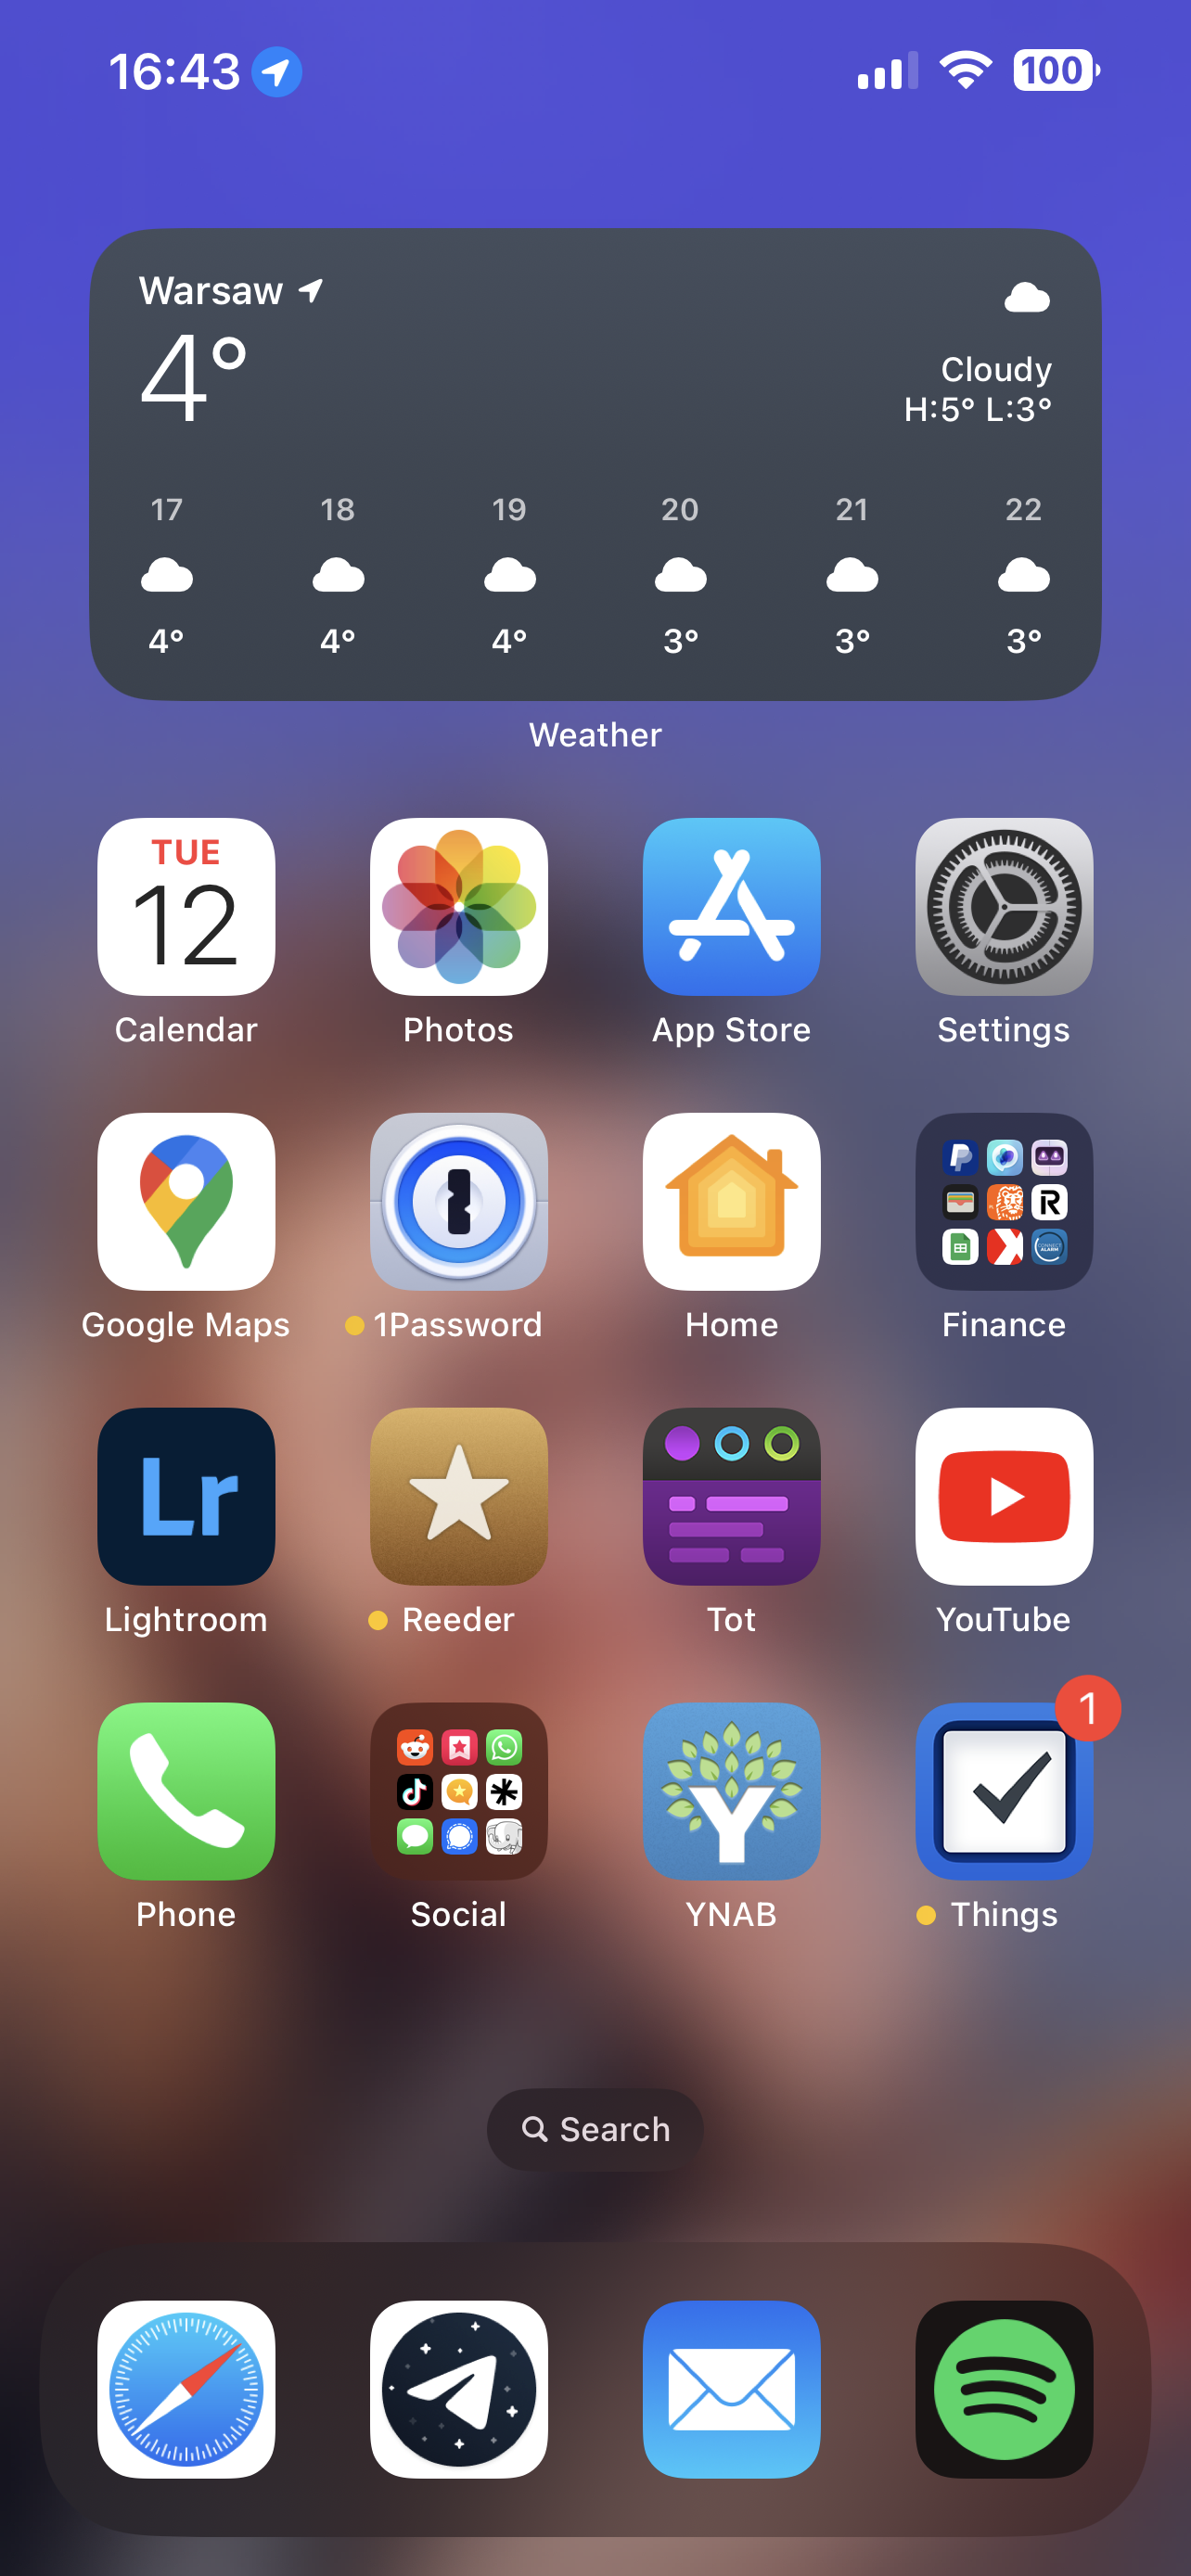 16:43
100
Warsaw
4°
Cloudy
H:5° L:3°
17 18 19 20 21 22
4° 4° 4° 3° 3° 3°
Weather
TUE
12
Calendar Photos App Store Settings
Google Maps 1Password Home Finance
Lr
Lightroom Reeder Tot YouTube
1
Phone Social YNAB Things
Search